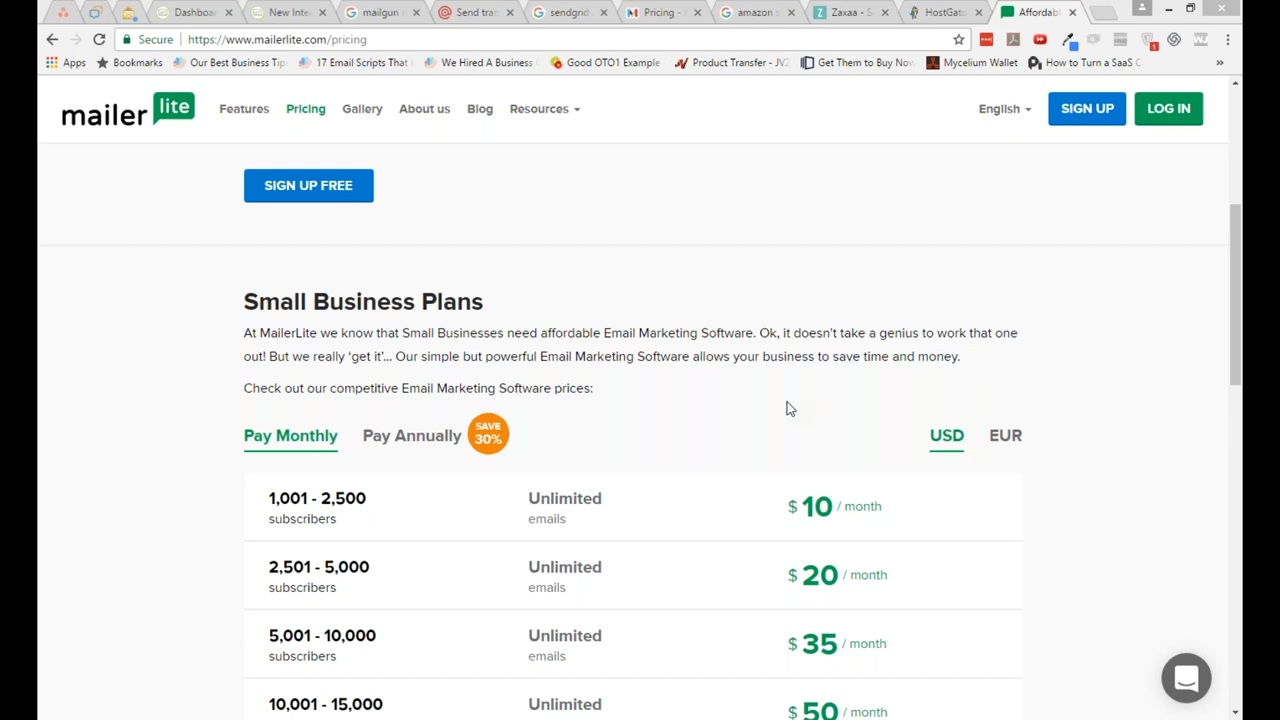 Dashboa
New Inte
mailgun
Send tran
sendgrid
Pricing -
amazon
Zaxaa - S
HostGato
Affordabl
Secure https://www.mailerlite.com/pricing
Apps Bookmarks Our Best Business Tip 17 Email Scripts That We Hired A Business Good OTO1 Example Product Transfer - JVZ Get Them to Buy Now Mycelium Wallet How to Turn a SaaS C »
mailer lite Features Pricing Gallery About us Blog Resources English SIGN UP LOG IN
SIGN UP FREE
Small Business Plans
At MailerLite we know that Small Businesses need affordable Email Marketing Software. Ok, it doesn't take a genius to work that one
out! But we really 'get it'... Our simple but powerful Email Marketing Software allows your business to save time and money.
Check out our competitive Email Marketing Software prices:
Pay Monthly Pay Annually SAVE 30% USD EUR
1,001 - 2,500 Unlimited $ 10 / month
subscribers emails
2,501 - 5,000 Unlimited $ 20 / month
subscribers emails
5,001 - 10,000 Unlimited $ 35 / month
subscribers emails
10,001 - 15,000 Unlimited $ 50 / month